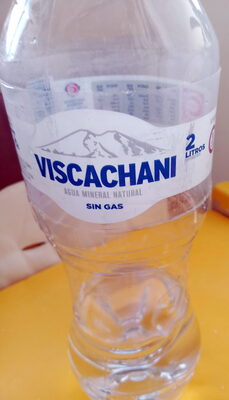 VISCACHANI
AGUA MINERAL NATURAL
SIN GAS
2
LITROS